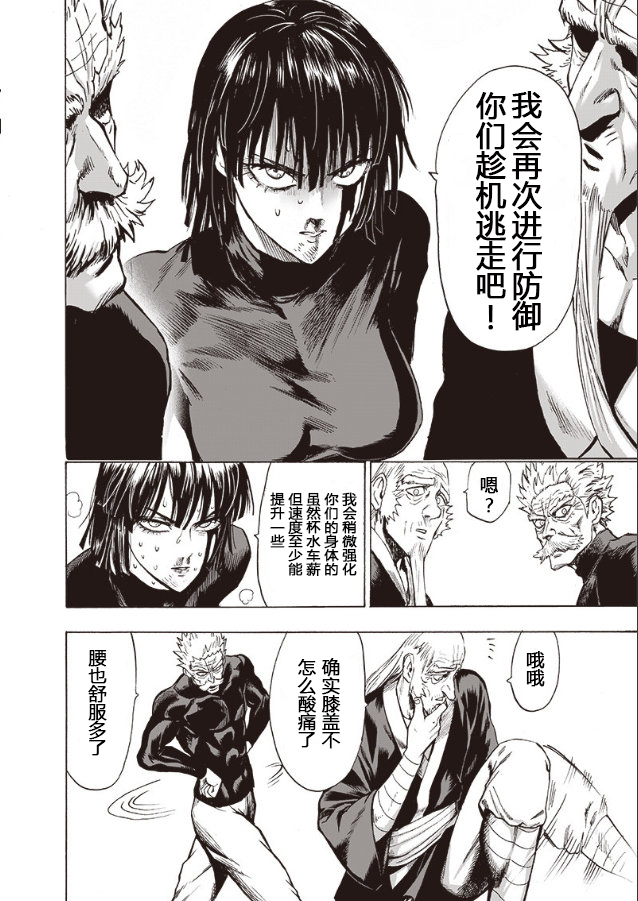 我会再次进行防御
你们趁机逃走吧！
嗯？
我会稍微强化
你们的身体的
虽然杯水车薪
但速度至少能
提升一些
哦哦
确实膝盖不
怎么酸痛了
腰也舒服多了